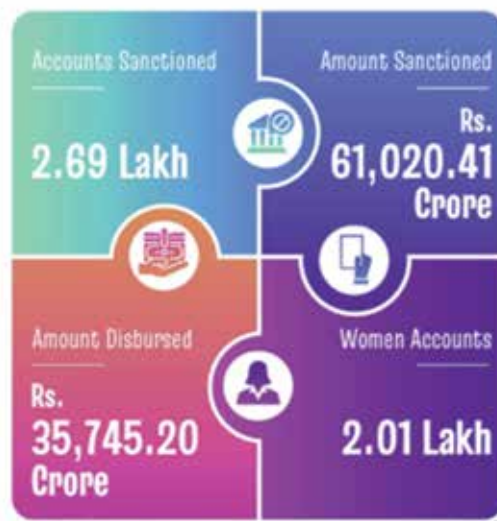 Accounts Sanctioned
2.69 Lakh
Amount Sanctioned
Rs.
61,020.41
Crore
Amount Disbursed
Rs.
35,745.20
Crore
Women Accounts
2.01 Lakh